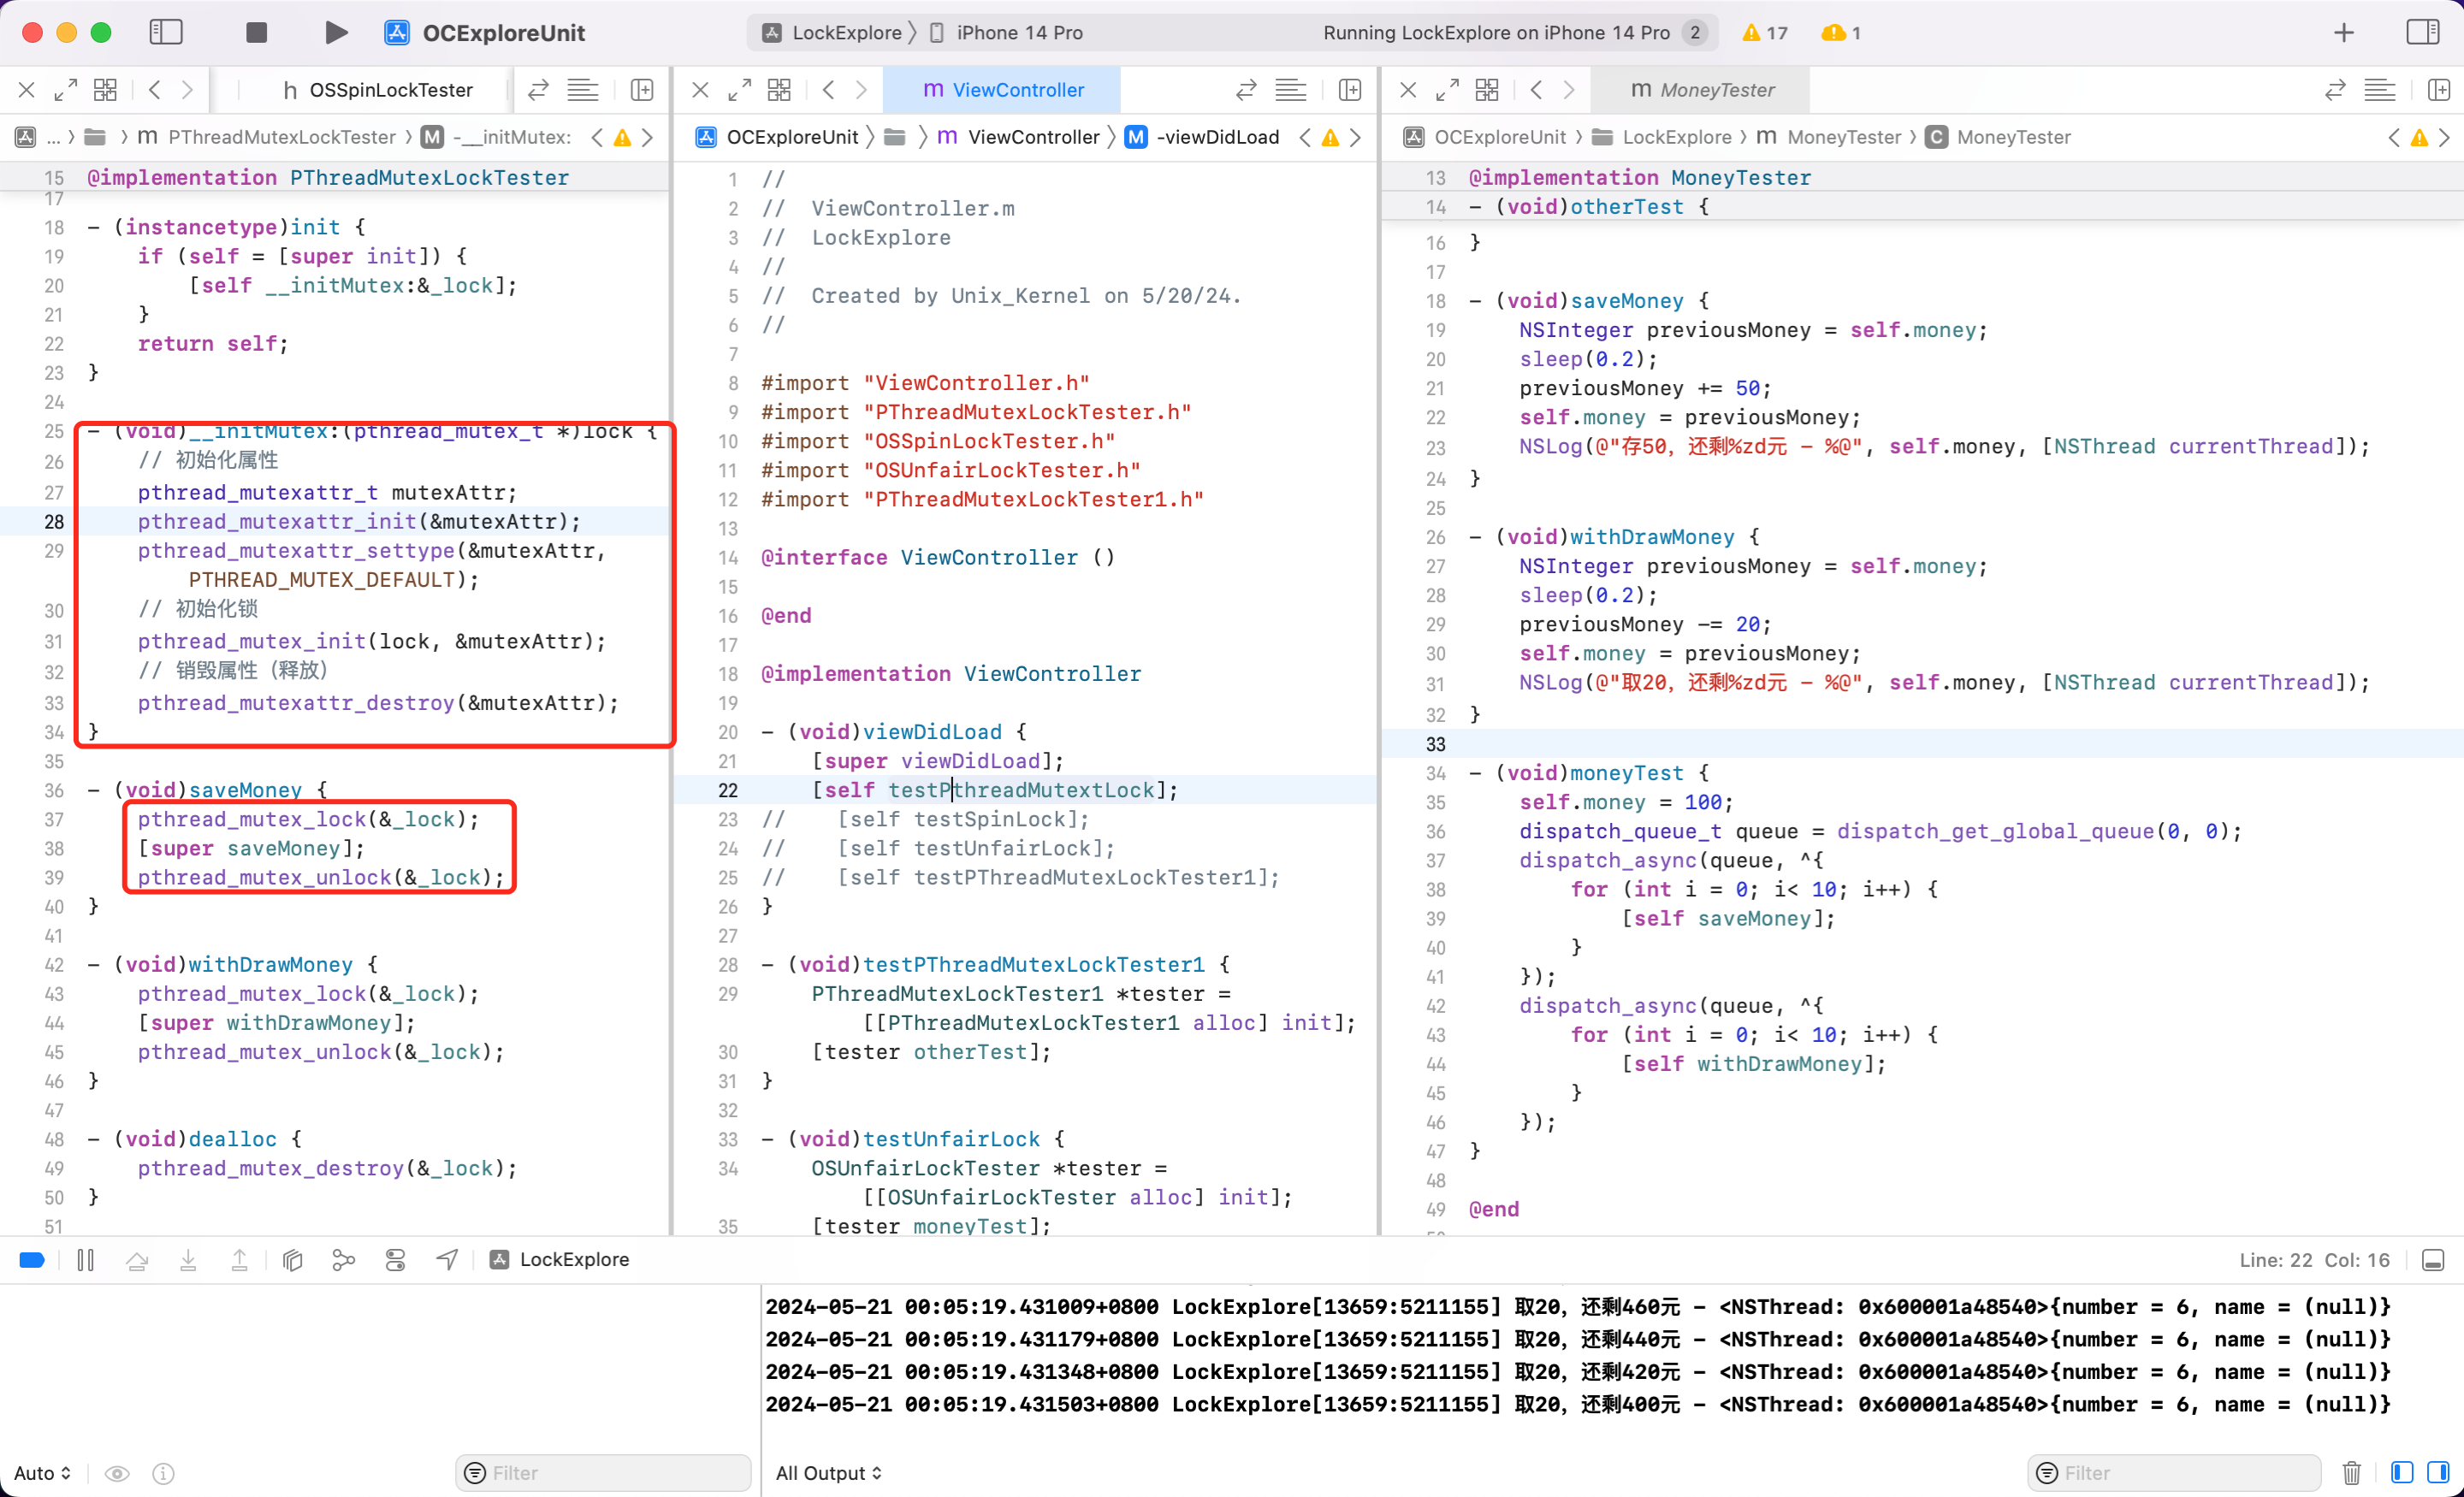 OCExploreUnit
LockExplore 〉 iPhone 14 Pro
Running LockExplore on iPhone 14 Pro 2
17
1
h OSSpinLockTester
m ViewController
m MoneyTester
... 〉 m PThreadMutexLockTester 〉 M -__initMutex:
OCExploreUnit 〉 m ViewController 〉 M -viewDidLoad
OCExploreUnit 〉 LockExplore 〉 m MoneyTester 〉 C MoneyTester
15 @implementation PThreadMutexLockTester
17
18 - (instancetype)init {
19 if (self = [super init]) {
20 [self __initMutex:&_lock];
21 }
22 return self;
23 }
24
25 - (void)__initMutex:(pthread_mutex_t *)lock {
26 // 初始化属性
27 pthread_mutexattr_t mutexAttr;
28 pthread_mutexattr_init(&mutexAttr);
29 pthread_mutexattr_settype(&mutexAttr,
PTHREAD_MUTEX_DEFAULT);
30 // 初始化锁
31 pthread_mutex_init(lock, &mutexAttr);
32 // 销毁属性（释放）
33 pthread_mutexattr_destroy(&mutexAttr);
34 }
35
36 - (void)saveMoney {
37 pthread_mutex_lock(&_lock);
38 [super saveMoney];
39 pthread_mutex_unlock(&_lock);
40 }
41
42 - (void)withDrawMoney {
43 pthread_mutex_lock(&_lock);
44 [super withDrawMoney];
45 pthread_mutex_unlock(&_lock);
46 }
47
48 - (void)dealloc {
49 pthread_mutex_destroy(&_lock);
50 }
51
1 //
2 // ViewController.m
3 // LockExplore
4 //
5 // Created by Unix_Kernel on 5/20/24.
6 //
7
8 #import "ViewController.h"
9 #import "PThreadMutexLockTester.h"
10 #import "OSSpinLockTester.h"
11 #import "OSUnfairLockTester.h"
12 #import "PThreadMutexLockTester1.h"
13
14 @interface ViewController ()
15
16 @end
17
18 @implementation ViewController
19
20 - (void)viewDidLoad {
21 [super viewDidLoad];
22 [self testPthreadMutextLock];
23 // [self testSpinLock];
24 // [self testUnfairLock];
25 // [self testPThreadMutexLockTester1];
26 }
27
28 - (void)testPThreadMutexLockTester1 {
29 PThreadMutexLockTester1 *tester =
[[PThreadMutexLockTester1 alloc] init];
30 [tester otherTest];
31 }
32
33 - (void)testUnfairLock {
34 OSUnfairLockTester *tester =
[[OSUnfairLockTester alloc] init];
35 [tester moneyTest];
13 @implementation MoneyTester
14 - (void)otherTest {
16 }
17
18 - (void)saveMoney {
19 NSInteger previousMoney = self.money;
20 sleep(0.2);
21 previousMoney += 50;
22 self.money = previousMoney;
23 NSLog(@"存50，还剩%zd元 - %@", self.money, [NSThread currentThread]);
24 }
25
26 - (void)withDrawMoney {
27 NSInteger previousMoney = self.money;
28 sleep(0.2);
29 previousMoney -= 20;
30 self.money = previousMoney;
31 NSLog(@"取20，还剩%zd元 - %@", self.money, [NSThread currentThread]);
32 }
33
34 - (void)moneyTest {
35 self.money = 100;
36 dispatch_queue_t queue = dispatch_get_global_queue(0, 0);
37 dispatch_async(queue, ^{
38 for (int i = 0; i< 10; i++) {
39 [self saveMoney];
40 }
41 });
42 dispatch_async(queue, ^{
43 for (int i = 0; i< 10; i++) {
44 [self withDrawMoney];
45 }
46 });
47 }
48
49 @end
LockExplore
Line: 22 Col: 16
2024-05-21 00:05:19.431009+0800 LockExplore[13659:5211155] 取20，还剩460元 - <NSThread: 0x600001a48540>{number = 6, name = (null)}
2024-05-21 00:05:19.431179+0800 LockExplore[13659:5211155] 取20，还剩440元 - <NSThread: 0x600001a48540>{number = 6, name = (null)}
2024-05-21 00:05:19.431348+0800 LockExplore[13659:5211155] 取20，还剩420元 - <NSThread: 0x600001a48540>{number = 6, name = (null)}
2024-05-21 00:05:19.431503+0800 LockExplore[13659:5211155] 取20，还剩400元 - <NSThread: 0x600001a48540>{number = 6, name = (null)}
Auto
Filter
All Output
Filter